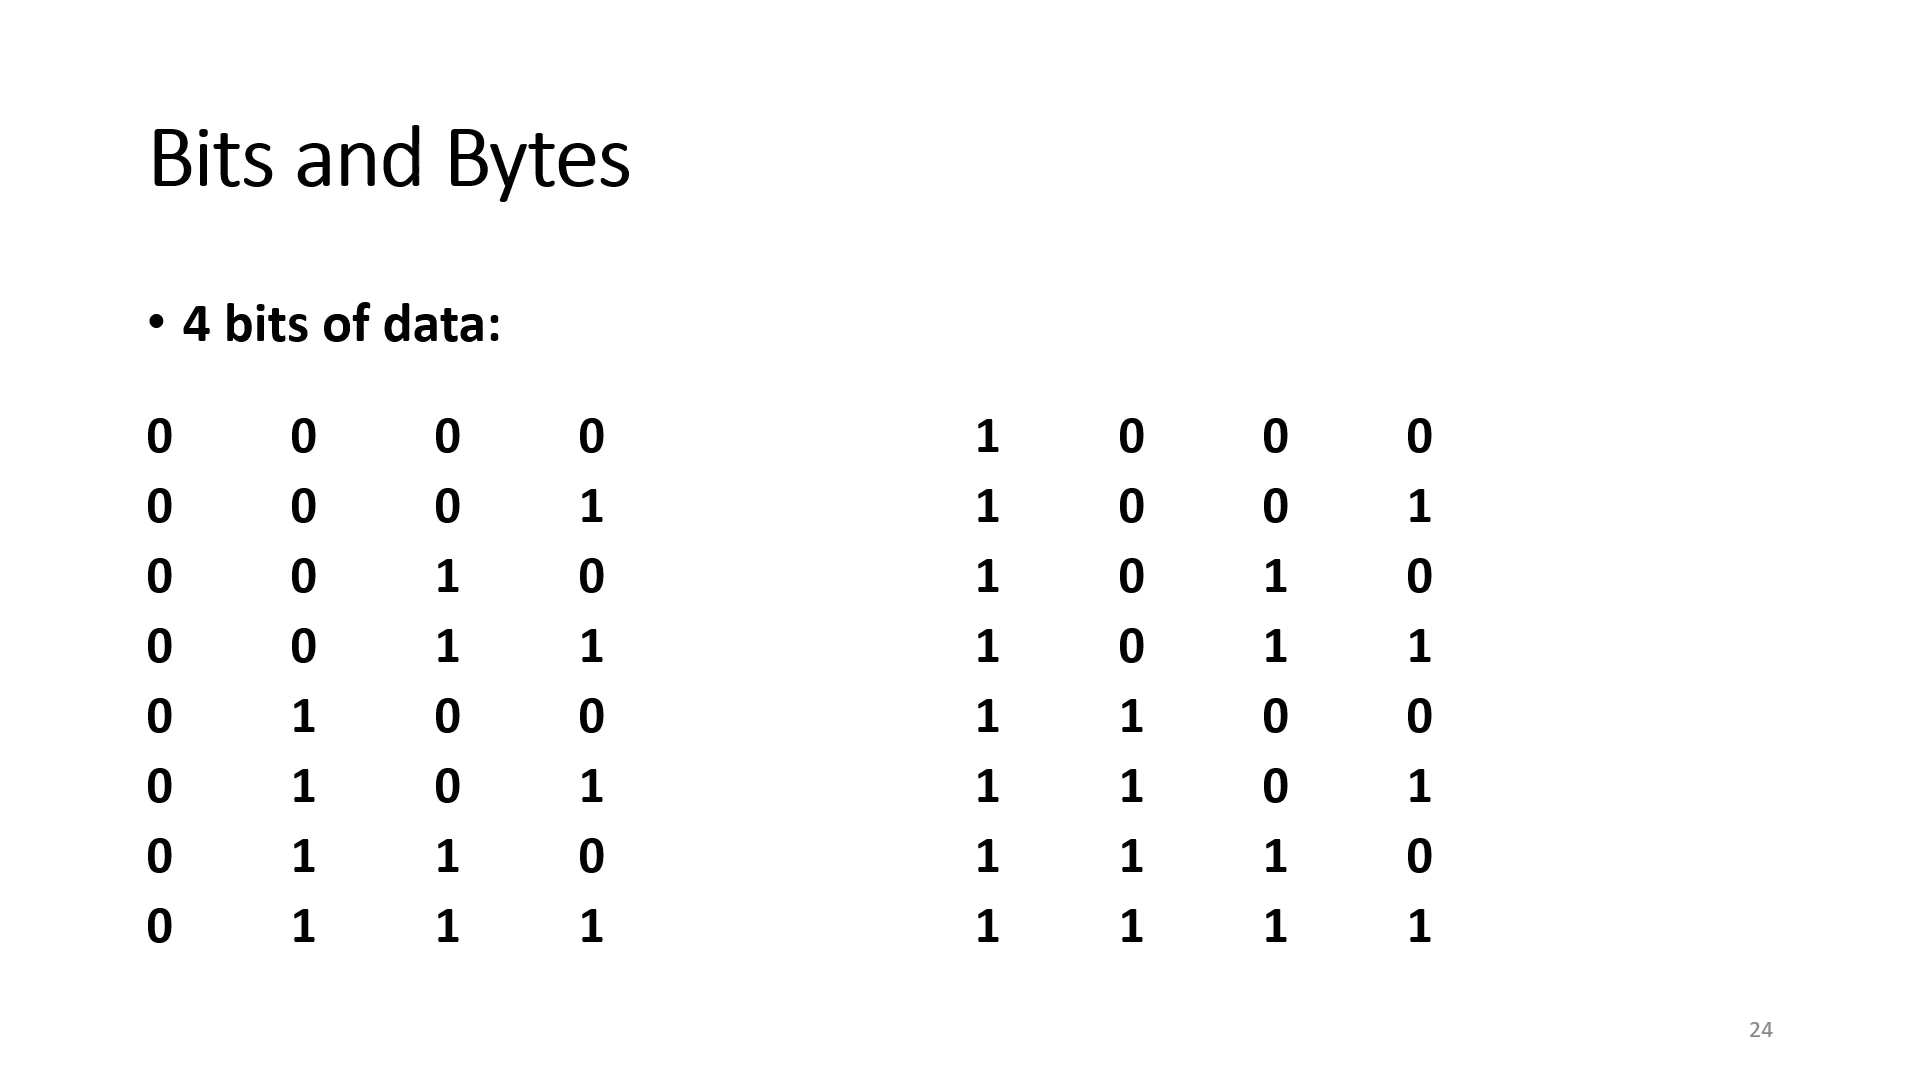 Bits and Bytes
• 4 bits of data:
0 0 0 0 1 0 0 0
0 0 0 1 1 0 0 1
0 0 1 0 1 0 1 0
0 0 1 1 1 0 1 1
0 1 0 0 1 1 0 0
0 1 0 1 1 1 0 1
0 1 1 0 1 1 1 0
0 1 1 1 1 1 1 1
24